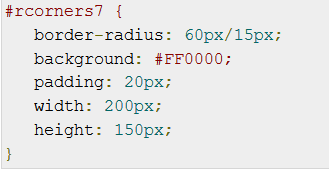 #rcorners7 {
border-radius: 60px/15px;
background: #FF0000;
padding: 20px;
width: 200px;
height: 150px;
}